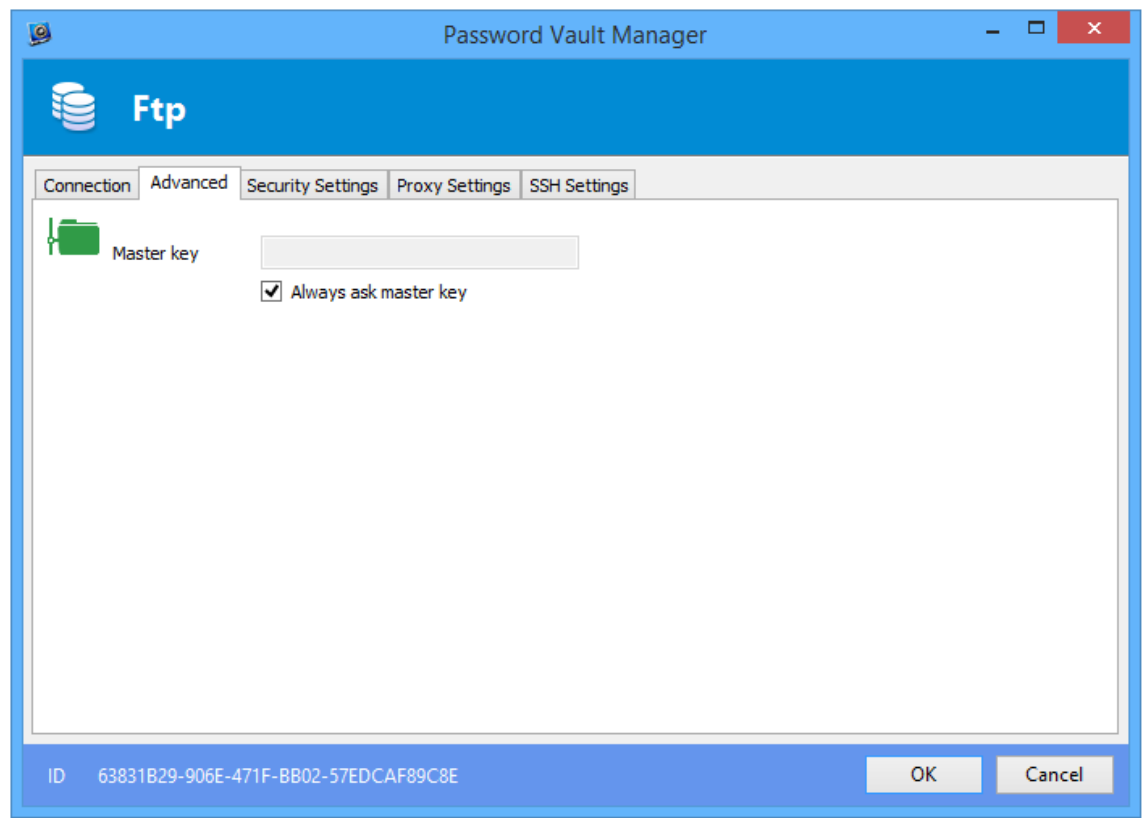 Password Vault Manager
Ftp
Connection Advanced Security Settings Proxy Settings SSH Settings
Master key
Always ask master key
ID 63831B29-906E-471F-BB02-57EDCAF89C8E OK Cancel